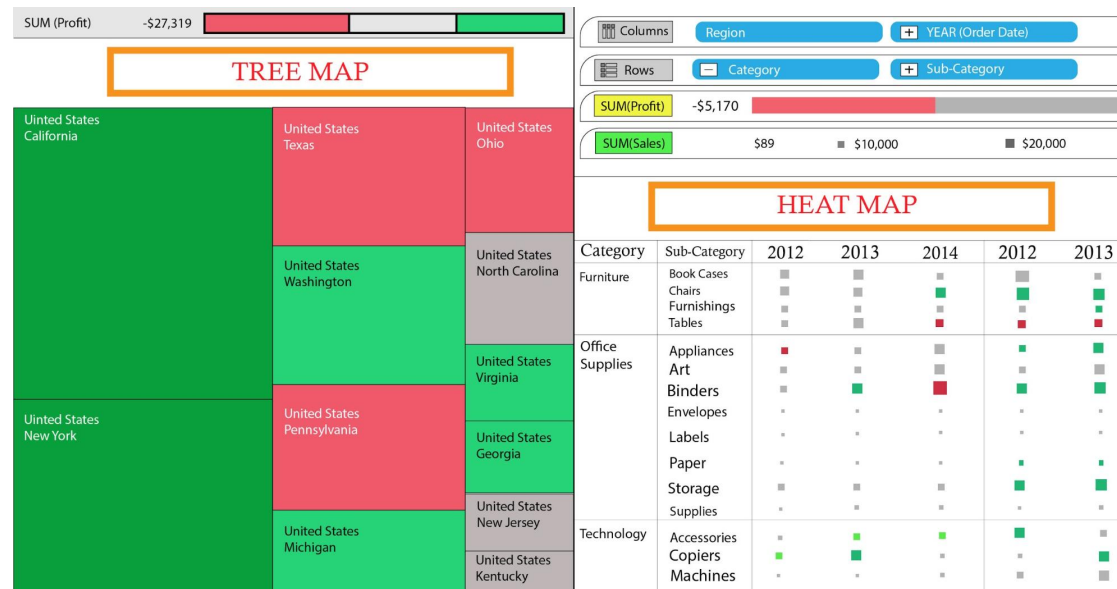 SUM (Profit) -$27,319
TREE MAP
Uinted States
California
Uinted States
New York
United States
Texas
United States
Washington
United States
Pennsylvania
United States
Michigan
United States
Ohio
United States
North Carolina
United States
Virginia
United States
Georgia
United States
New Jersey
United States
Kentucky
Columns Region + YEAR (Order Date)
Rows − Category + Sub-Category
SUM(Profit) -$5,170
SUM(Sales) $89 $10,000 $20,000
HEAT MAP
Category Sub-Category 2012 2013 2014 2012 2013
Furniture Book Cases
Chairs
Furnishings
Tables
Office
Supplies
Appliances
Art
Binders
Envelopes
Labels
Paper
Storage
Supplies
Technology Accessories
Copiers
Machines